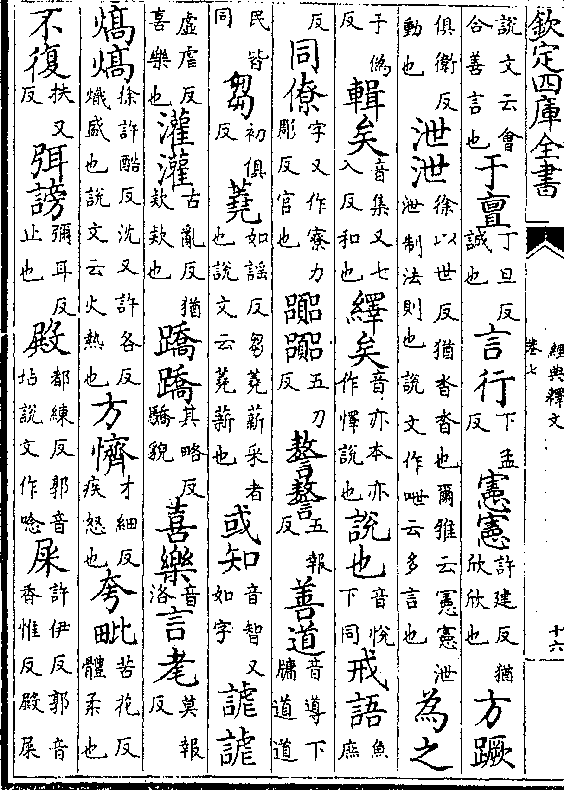 欽定四庫全書 經典釋文卷七 十六
說文云會合善言也 于亶 丁旦反誠也 言行 下孟反 憲憲 許建反猶欣欣也 方蹶
俱衛反動也 泄泄 徐以世反猶沓沓也爾雅云憲憲泄泄制法則也說文作呭云多言也 為之
于偽反 輯矣 音集又七入反和也 繹矣 音亦本亦作懌說也 說也 音悅下同 戒語 魚庶
反 同僚 字又作寮力彫反官也 嚻嚻 五刀反 謷謷 五報反 善道 音導下牖道道
民皆同 芻 初俱反 蕘 如謡反芻蕘薪采者也說文云蕘薪也 或知 音智又如字 謔謔
虛虐反喜樂也 灌灌 古亂反猶欵欵也 蹻蹻 其略反驕貌 喜樂 音洛 言耄 莫報反
熇熇 徐許酷反沈又許各反熾盛也說文云火熱也 方懠 才細反疾怒也 夸毗 苦花反體柔也
不復 扶又反 弭謗 彌耳反止也 殿 都練反郭音坫說文作唸 屎 許伊反郭音香惟反殿屎